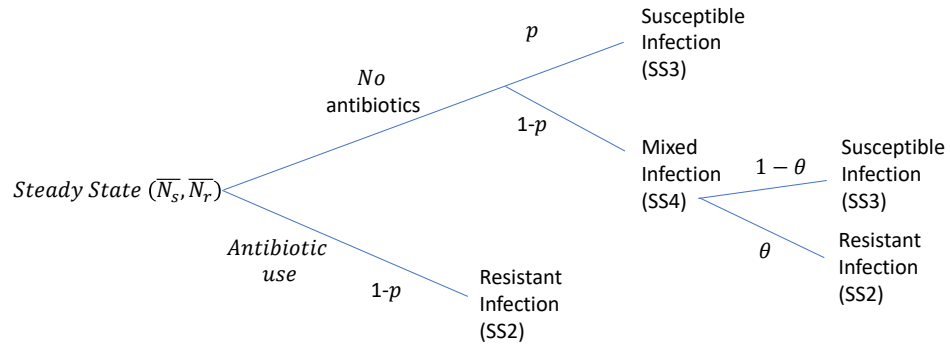 p
Susceptible
Infection
(SS3)
No
antibiotics
1-p
Mixed
Infection
(SS4)
1 − θ
Susceptible
Infection
(SS3)
θ
Resistant
Infection
(SS2)
Steady State (N̅ₛ, N̅ᵣ)
Antibiotic
use
1-p
Resistant
Infection
(SS2)